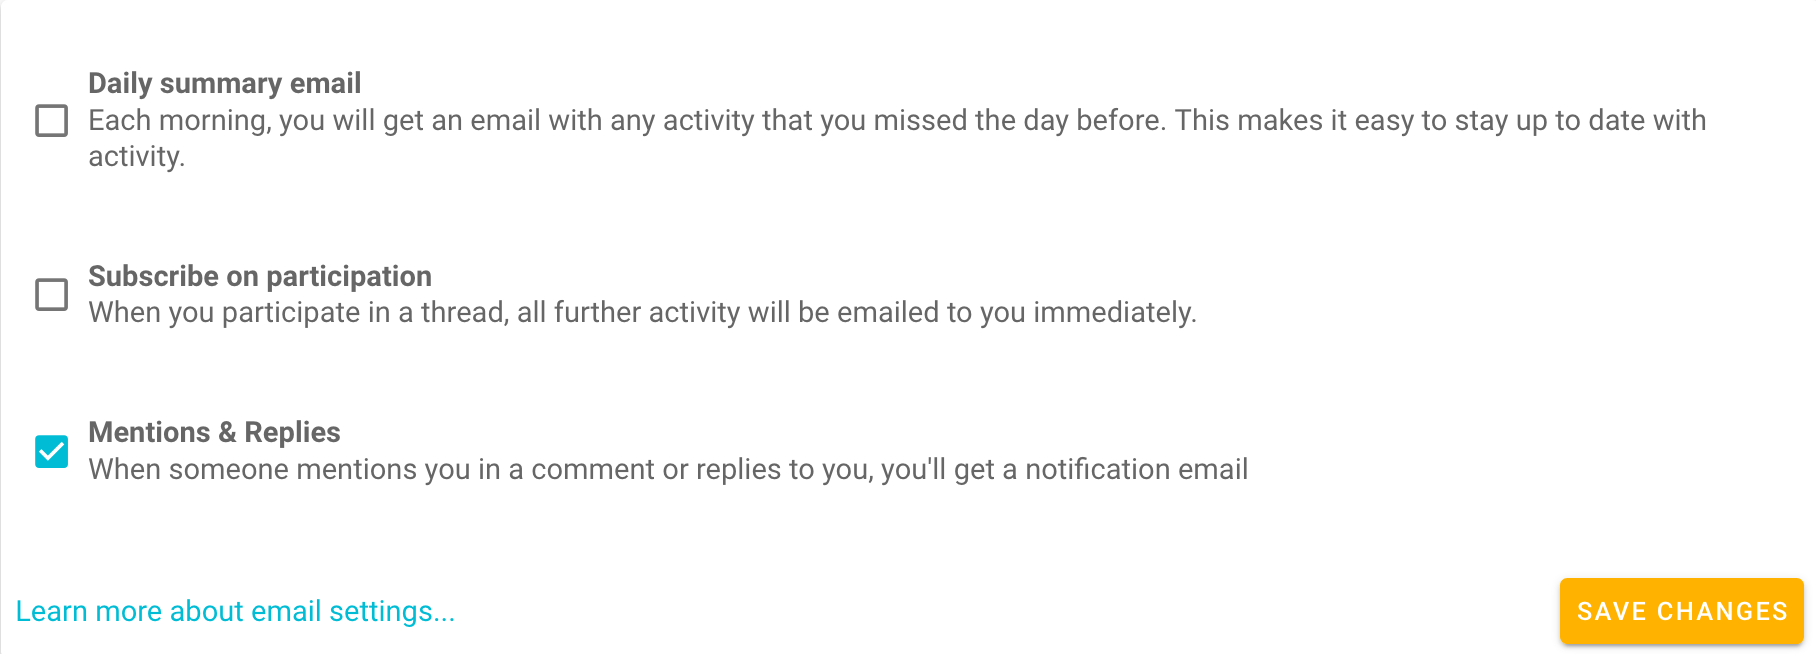 Daily summary email
Each morning, you will get an email with any activity that you missed the day before. This makes it easy to stay up to date with
activity.
Subscribe on participation
When you participate in a thread, all further activity will be emailed to you immediately.
Mentions & Replies
When someone mentions you in a comment or replies to you, you'll get a notification email
Learn more about email settings...
SAVE CHANGES